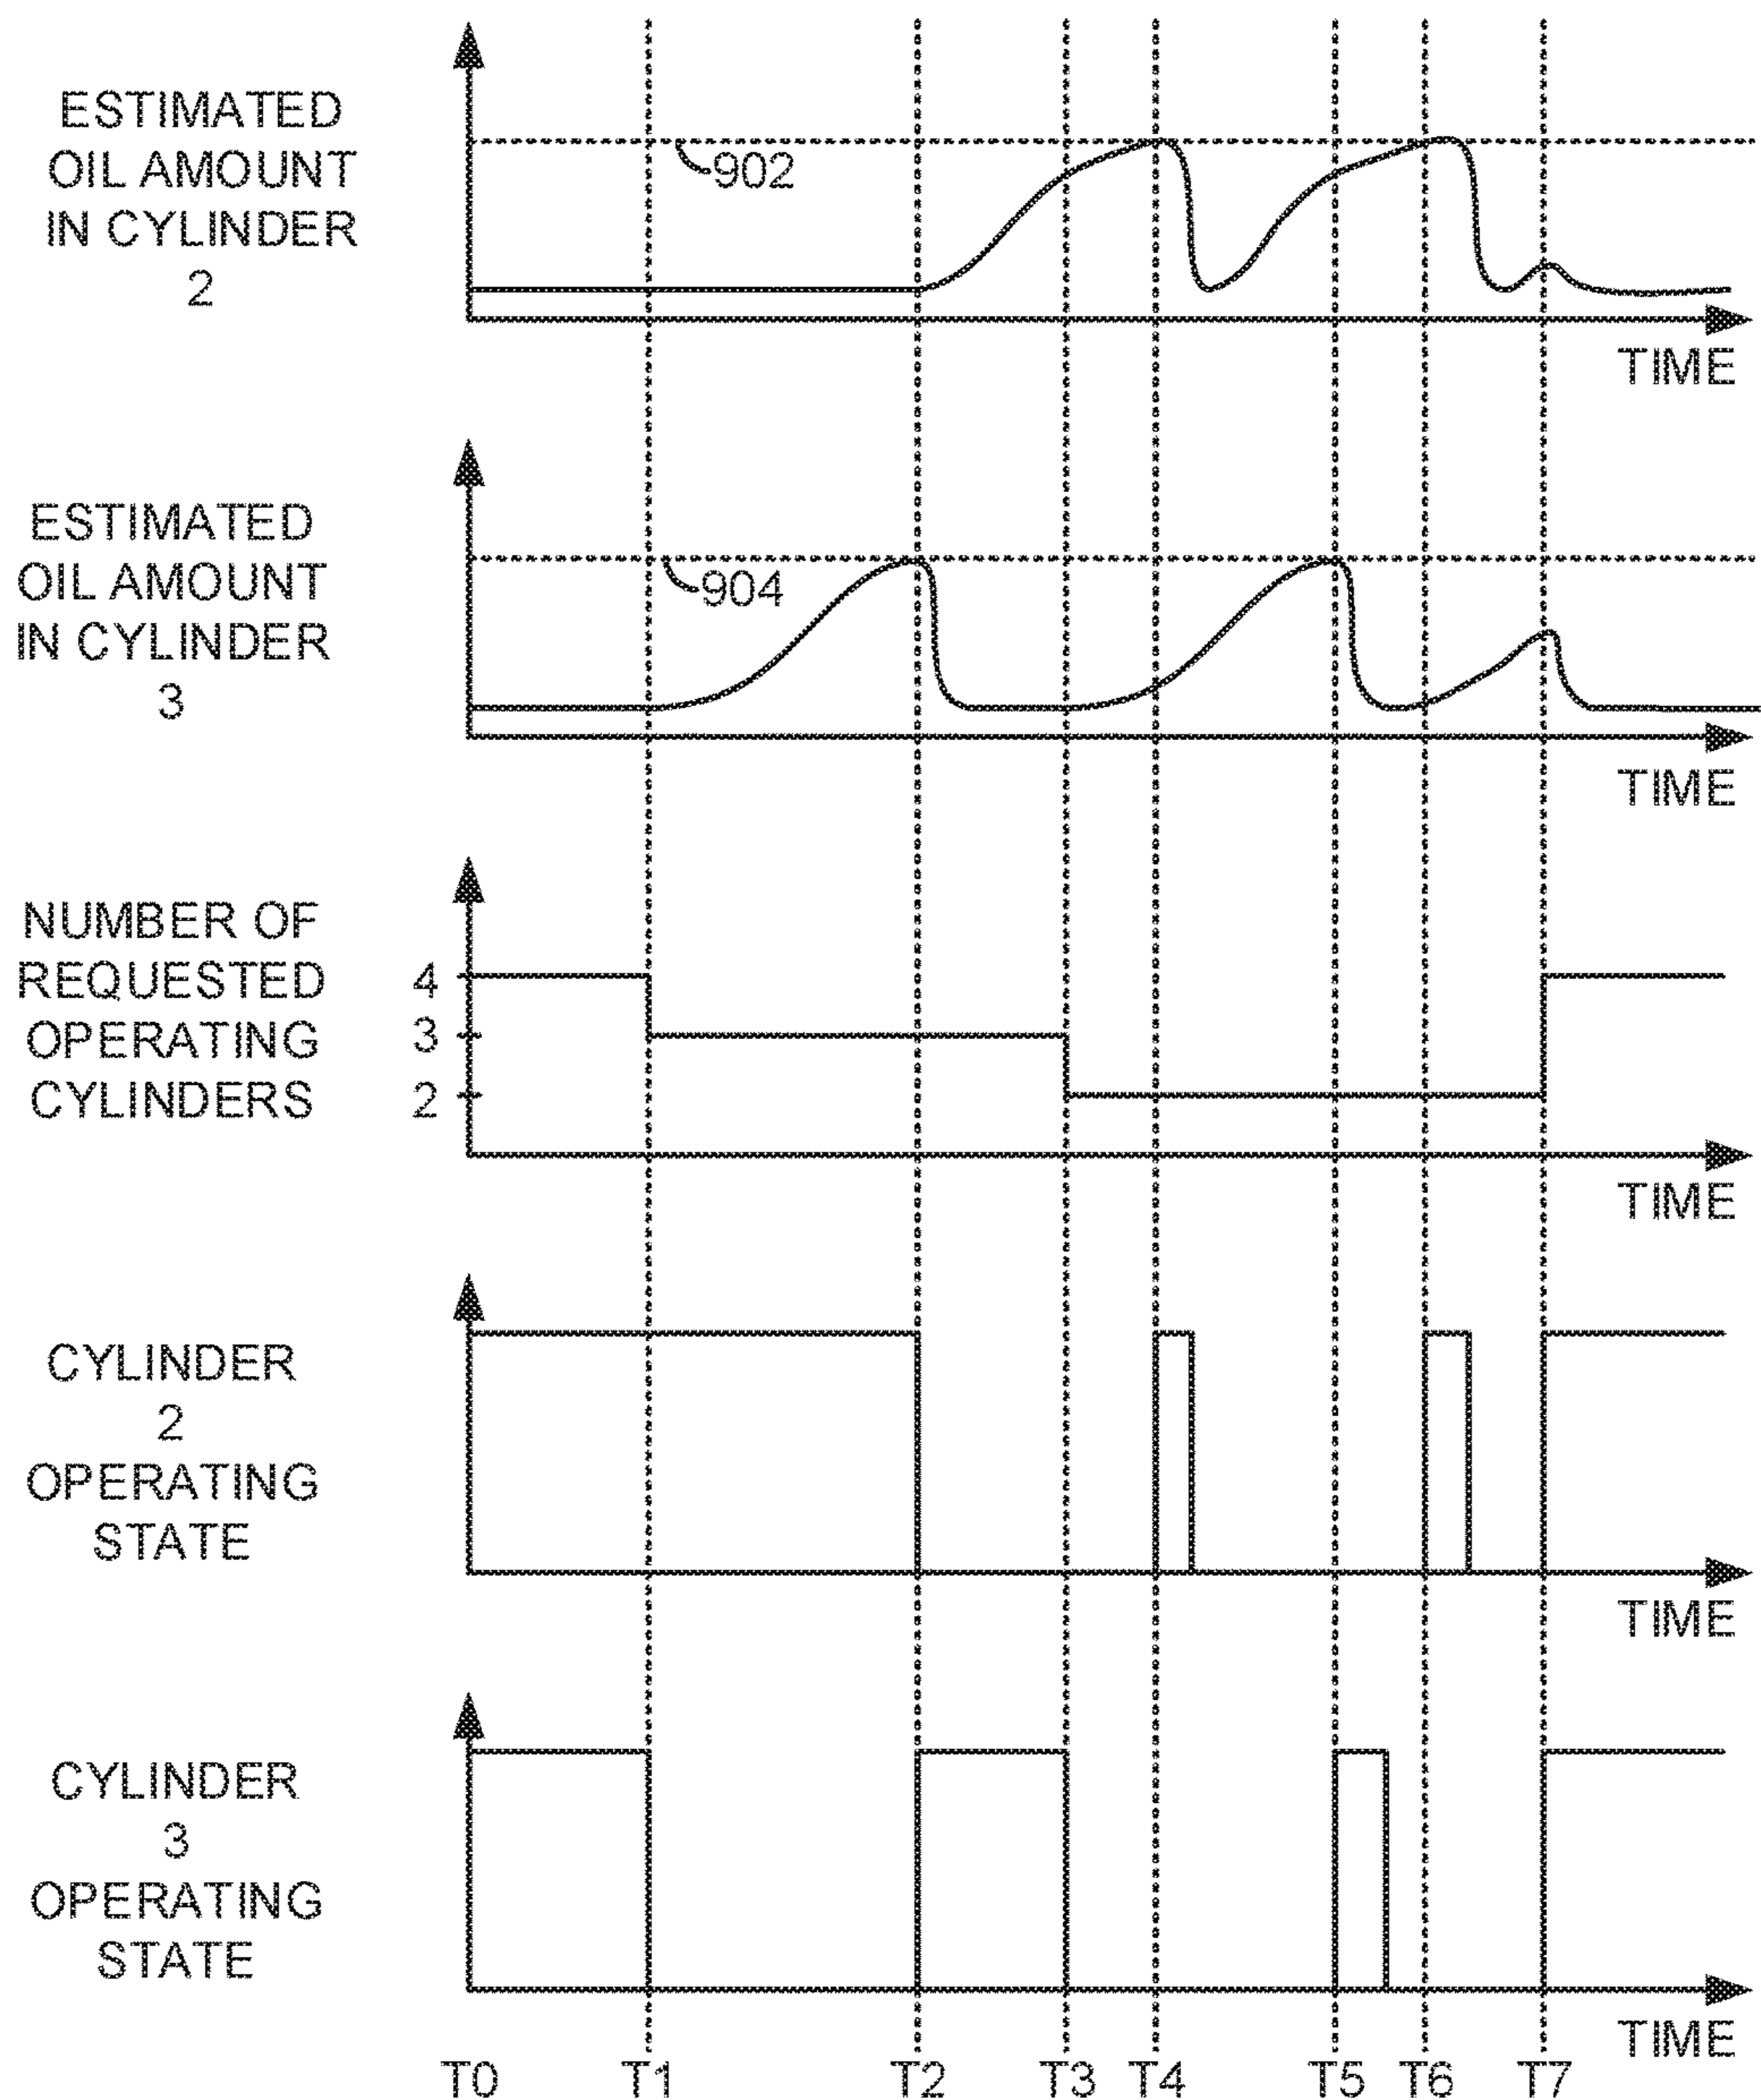 ESTIMATED
OIL AMOUNT
IN CYLINDER
2
902
TIME
ESTIMATED
OIL AMOUNT
IN CYLINDER
3
904
TIME
NUMBER OF
REQUESTED
OPERATING
CYLINDERS
4
3
2
TIME
CYLINDER
2
OPERATING
STATE
TIME
CYLINDER
3
OPERATING
STATE
TIME
T0 T1 T2 T3 T4 T5 T6 T7